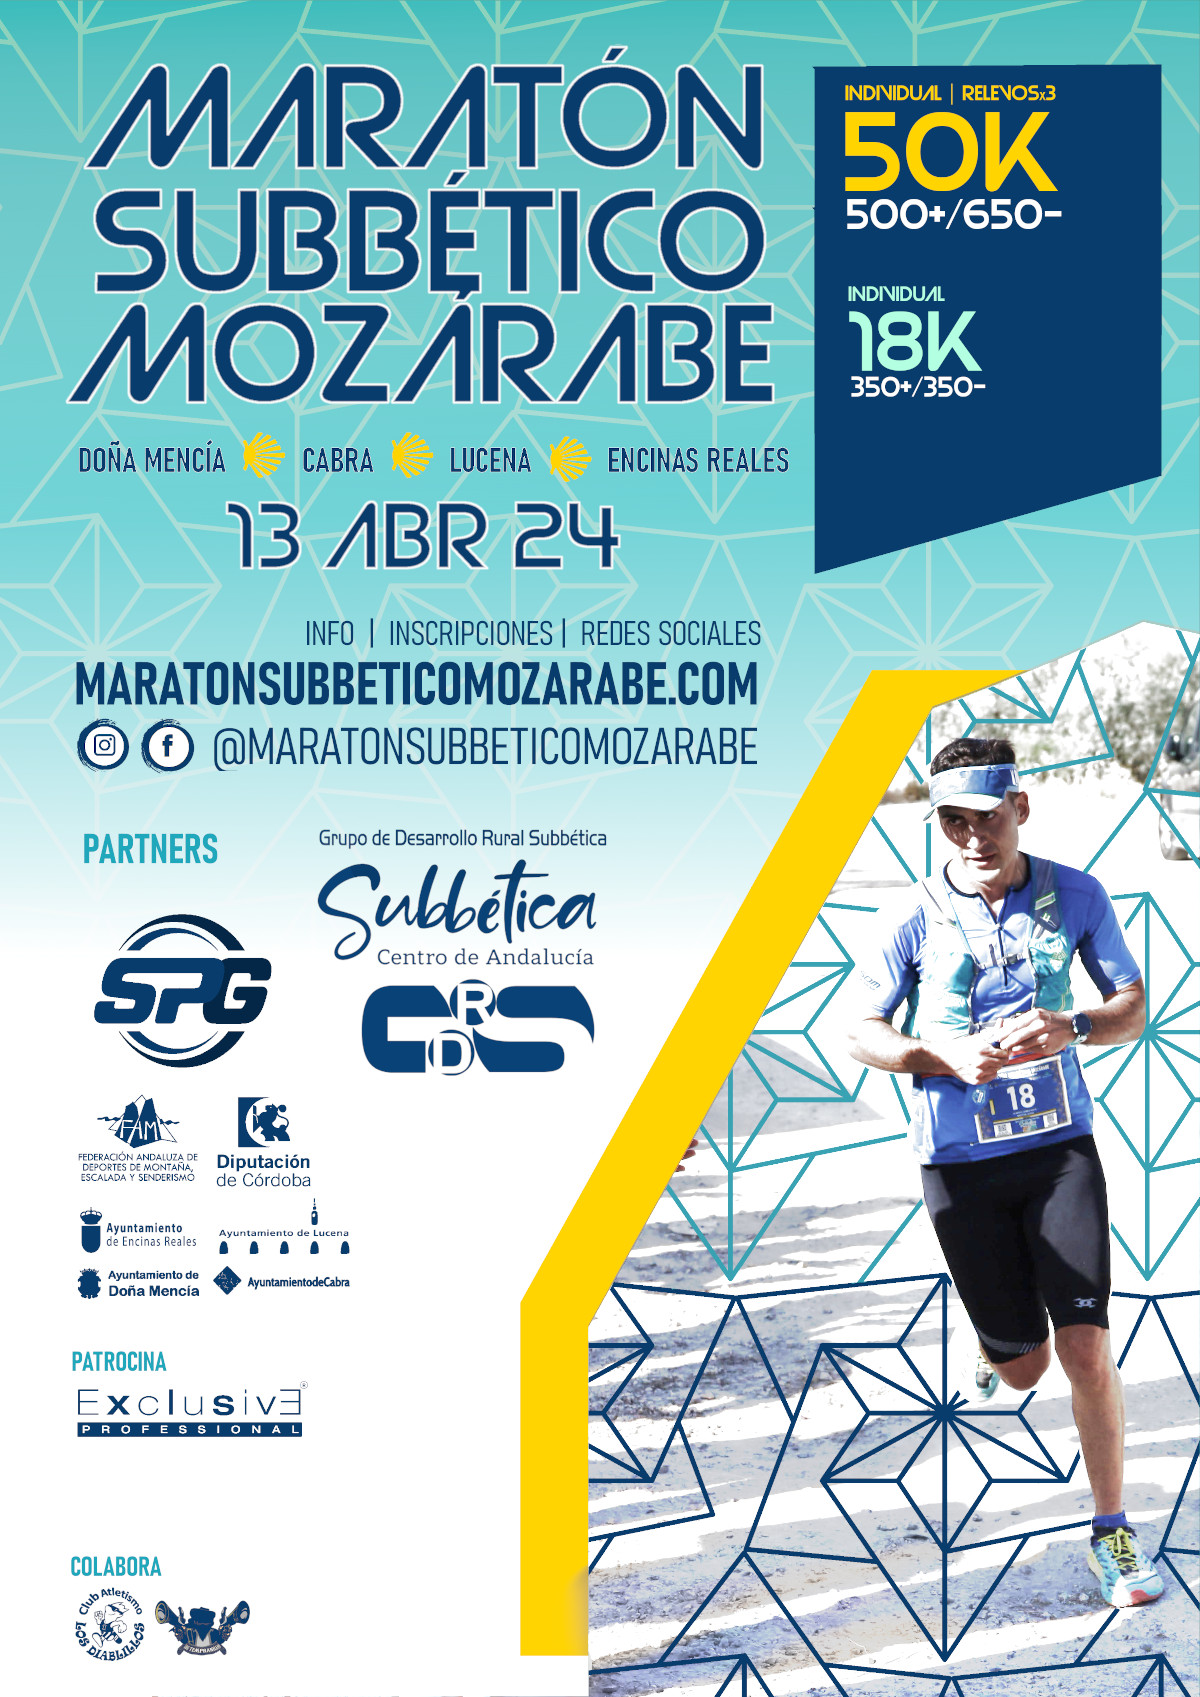 MARATÓN
SUBBÉTICO
MOZÁRABE
DOÑA MENCÍA CABRA LUCENA ENCINAS REALES
13 ABR 24
INDIVIDUAL | RELEVOSx3
50K
500+/650-
INDIVIDUAL
18K
350+/350-
INFO | INSCRIPCIONES | REDES SOCIALES
MARATONSUBBETICOMOZARABE.COM
@MARATONSUBBETICOMOZARABE
PARTNERS
Grupo de Desarrollo Rural Subbética
Subbética
Centro de Andalucía
GDRS
SPG
FAM
FEDERACIÓN ANDALUZA DE
DEPORTES DE MONTAÑA,
ESCALADA Y SENDERISMO
Diputación
de Córdoba
Ayuntamiento
de Encinas Reales
Ayuntamiento de Lucena
Ayuntamiento de
Doña Mencía
AyuntamientodeCabra
PATROCINA
Exclusive
PROFESSIONAL
COLABORA
Club Atletismo
LOS DIABLILLOS
18